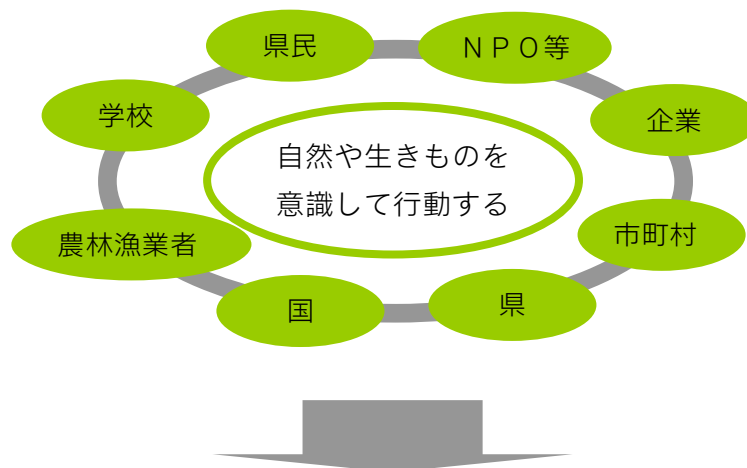 県民
ＮＰＯ等
学校
企業
自然や生きものを
意識して行動する
農林漁業者
市町村
国
県